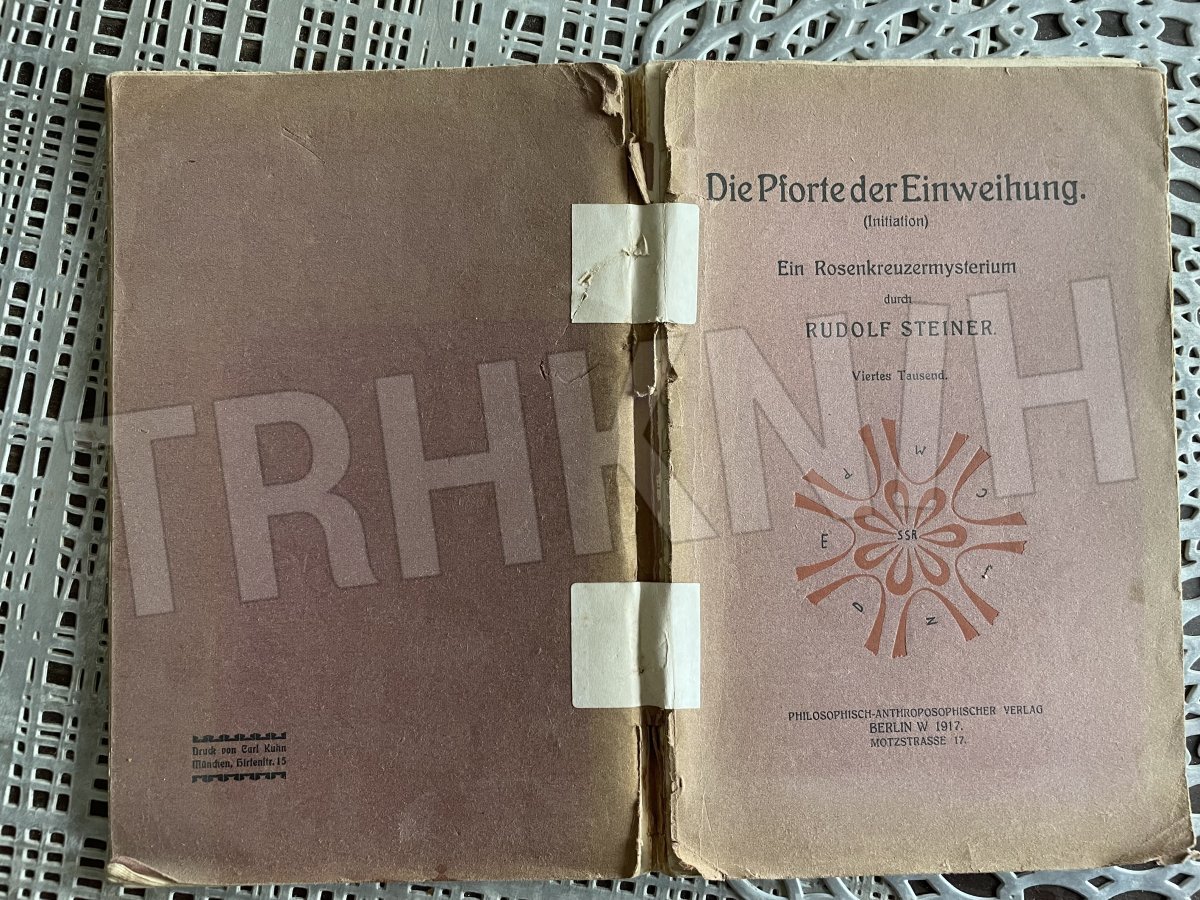 Druck von Carl Kuhn
München, Hirtenstr. 15
Die Pforte der Einweihung.
(Initiation)
Ein Rosenkreuzermysterium
durch
RUDOLF STEINER.
Viertes Tausend.
P M C J N O E
SSR
PHILOSOPHISCH-ANTHROPOSOPHISCHER VERLAG
BERLIN W 1917.
MOTZSTRASSE 17.